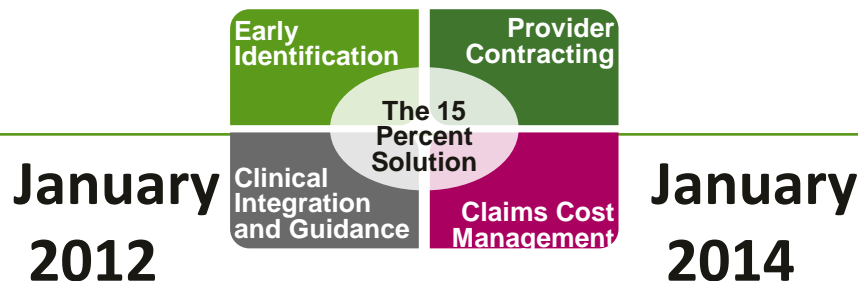 Early
Identification
Provider
Contracting
The 15
Percent
Solution
January
2012
Clinical
Integration
and Guidance
Claims Cost
Management
January
2014